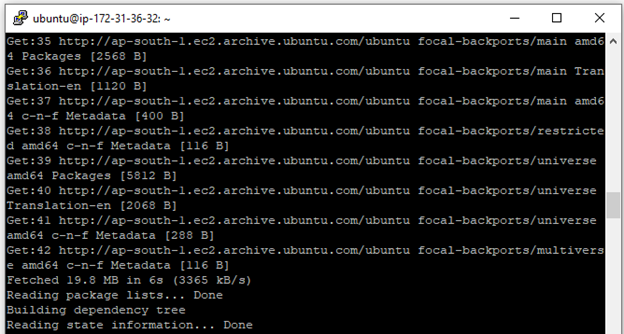 ubuntu@ip-172-31-36-32: ~
Get:35 http://ap-south-1.ec2.archive.ubuntu.com/ubuntu focal-backports/main amd6
4 Packages [2568 B]
Get:36 http://ap-south-1.ec2.archive.ubuntu.com/ubuntu focal-backports/main Tran
slation-en [1120 B]
Get:37 http://ap-south-1.ec2.archive.ubuntu.com/ubuntu focal-backports/main amd6
4 c-n-f Metadata [400 B]
Get:38 http://ap-south-1.ec2.archive.ubuntu.com/ubuntu focal-backports/restricte
d amd64 c-n-f Metadata [116 B]
Get:39 http://ap-south-1.ec2.archive.ubuntu.com/ubuntu focal-backports/universe
amd64 Packages [5812 B]
Get:40 http://ap-south-1.ec2.archive.ubuntu.com/ubuntu focal-backports/universe
Translation-en [2068 B]
Get:41 http://ap-south-1.ec2.archive.ubuntu.com/ubuntu focal-backports/universe
amd64 c-n-f Metadata [288 B]
Get:42 http://ap-south-1.ec2.archive.ubuntu.com/ubuntu focal-backports/multivers
e amd64 c-n-f Metadata [116 B]
Fetched 19.8 MB in 6s (3365 kB/s)
Reading package lists... Done
Building dependency tree
Reading state information... Done